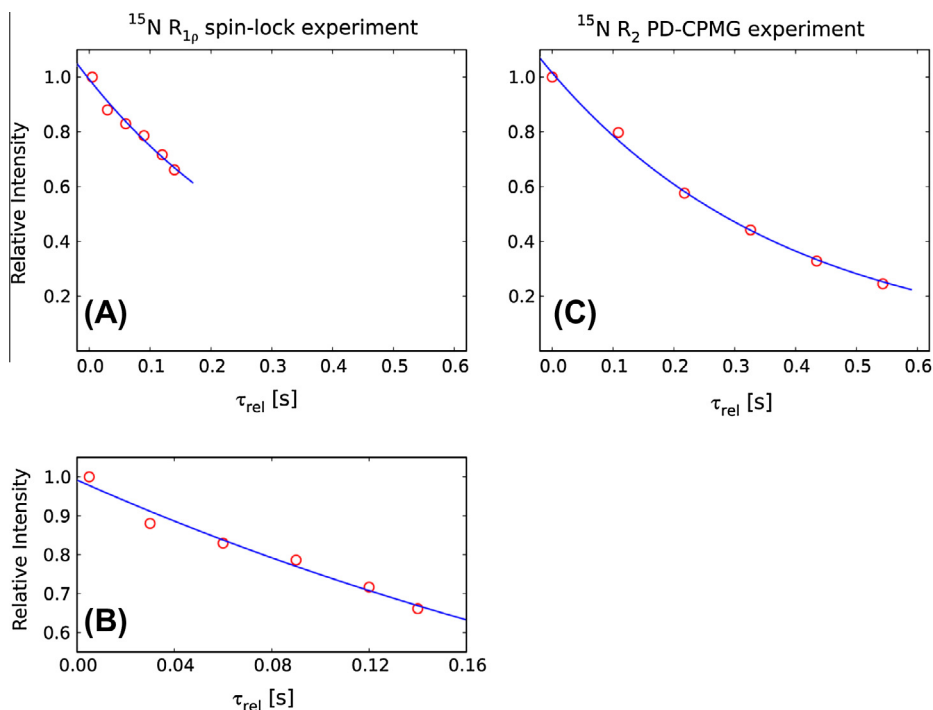 ¹⁵N R₁ρ spin-lock experiment
Relative Intensity
1.0
0.8
0.6
0.4
0.2
(A)
0.0 0.1 0.2 0.3 0.4 0.5 0.6
τrel [s]
¹⁵N R₂ PD-CPMG experiment
1.0
0.8
0.6
0.4
0.2
(C)
0.0 0.1 0.2 0.3 0.4 0.5 0.6
τrel [s]
Relative Intensity
1.0
0.9
0.8
0.7
0.6
(B)
0.00 0.04 0.08 0.12 0.16
τrel [s]